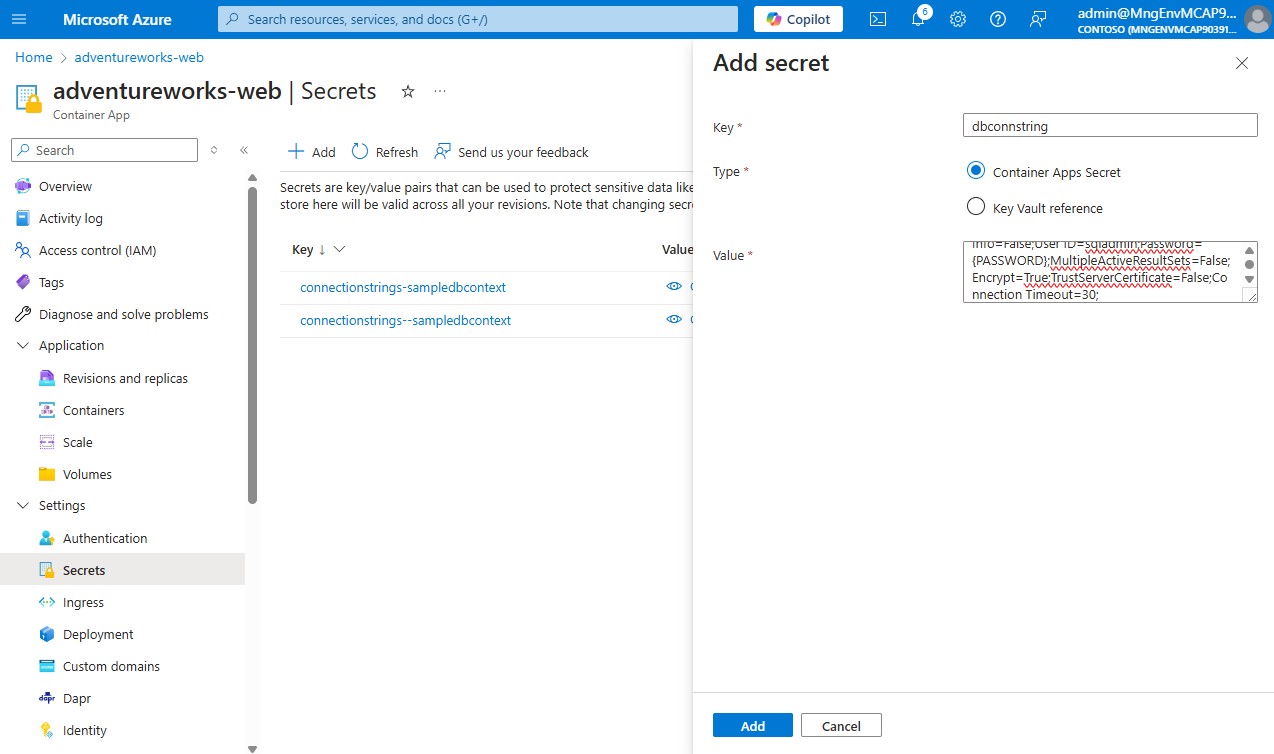 Microsoft Azure
Search resources, services, and docs (G+/)
Copilot
6
admin@MngEnvMCAP9...
CONTOSO (MNGENVMCAP90391...
Home > adventureworks-web
adventureworks-web | Secrets
...
Container App
Search
Overview
Activity log
Access control (IAM)
Tags
Diagnose and solve problems
Application
Revisions and replicas
Containers
Scale
Volumes
Settings
Authentication
Secrets
Ingress
Deployment
Custom domains
dapr Dapr
Identity
Add
Refresh
Send us your feedback
Secrets are key/value pairs that can be used to protect sensitive data like
store here will be valid across all your revisions. Note that changing secre
Key ↓
Value
connectionstrings-sampledbcontext
connectionstrings--sampledbcontext
Add secret
Key *
dbconnstring
Type *
Container Apps Secret
Key Vault reference
Value *
Info=False;User ID=sqladmin;Password=
{PASSWORD};MultipleActiveResultSets=False;
Encrypt=True;TrustServerCertificate=False;Co
nnection Timeout=30;
Add
Cancel